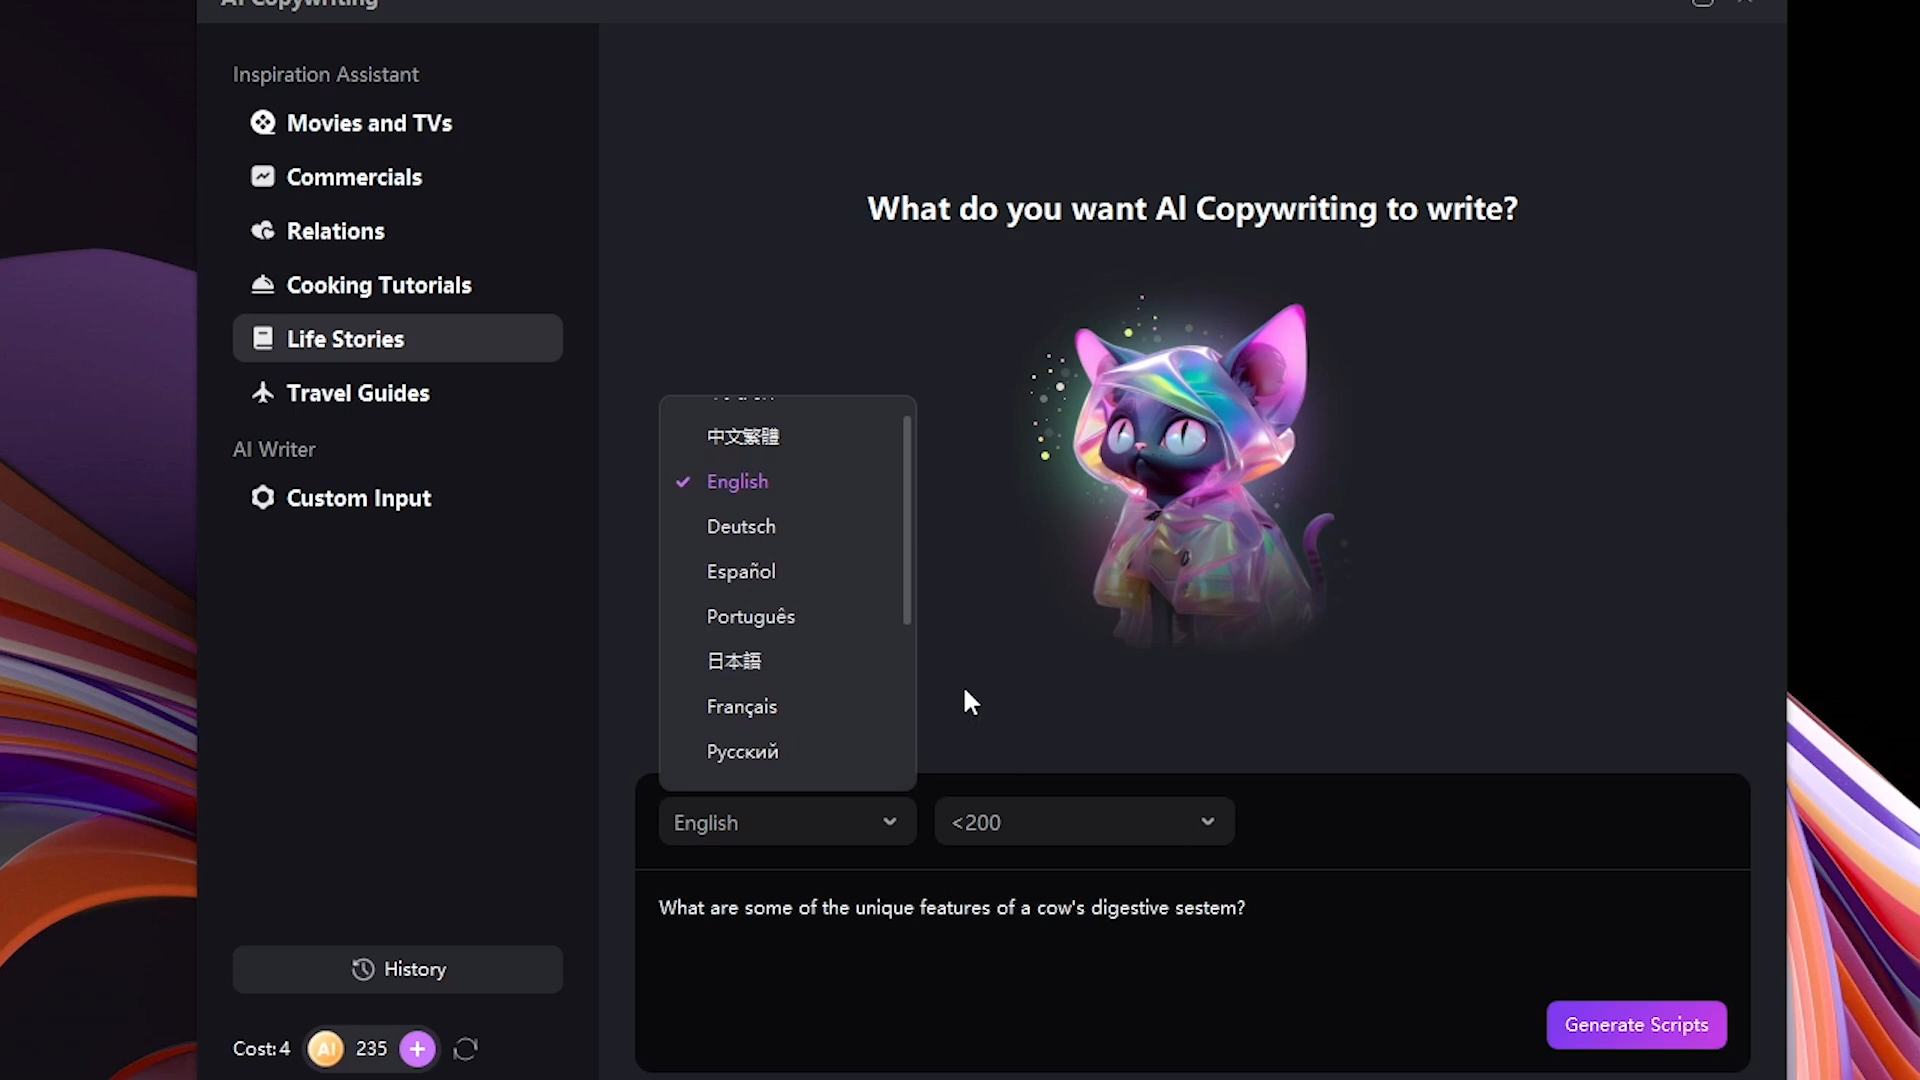 AI Copywriting
Inspiration Assistant
Movies and TVs
Commercials
Relations
Cooking Tutorials
Life Stories
Travel Guides
AI Writer
Custom Input
History
Cost: 4
AI
235
What do you want AI Copywriting to write?
中文繁體
English
Deutsch
Español
Português
日本語
Français
Русский
English
<200
What are some of the unique features of a cow's digestive sestem?
Generate Scripts